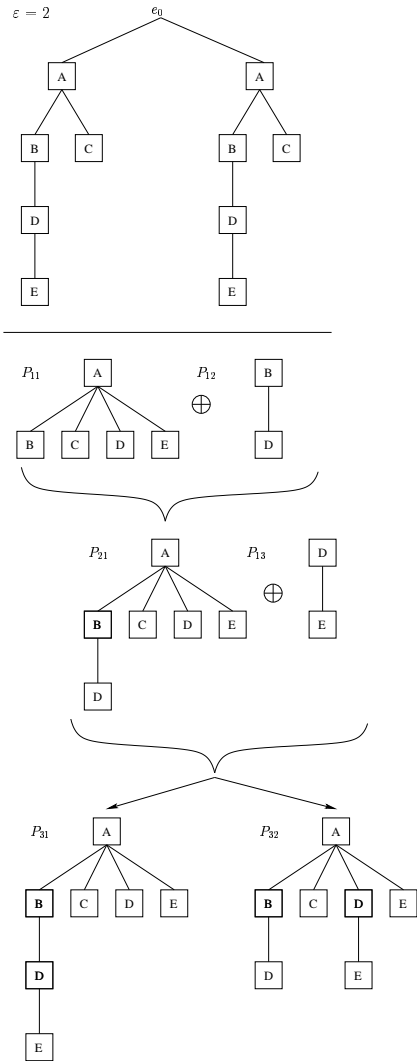 ε = 2
e₀
A A
B C B C
D D
E E
P₁₁ A P₁₂ B
⊕
B C D E D
P₂₁ A P₁₃ D
⊕
B C D E E
D
P₃₁ A P₃₂ A
B C D E B C D E
D D E
E